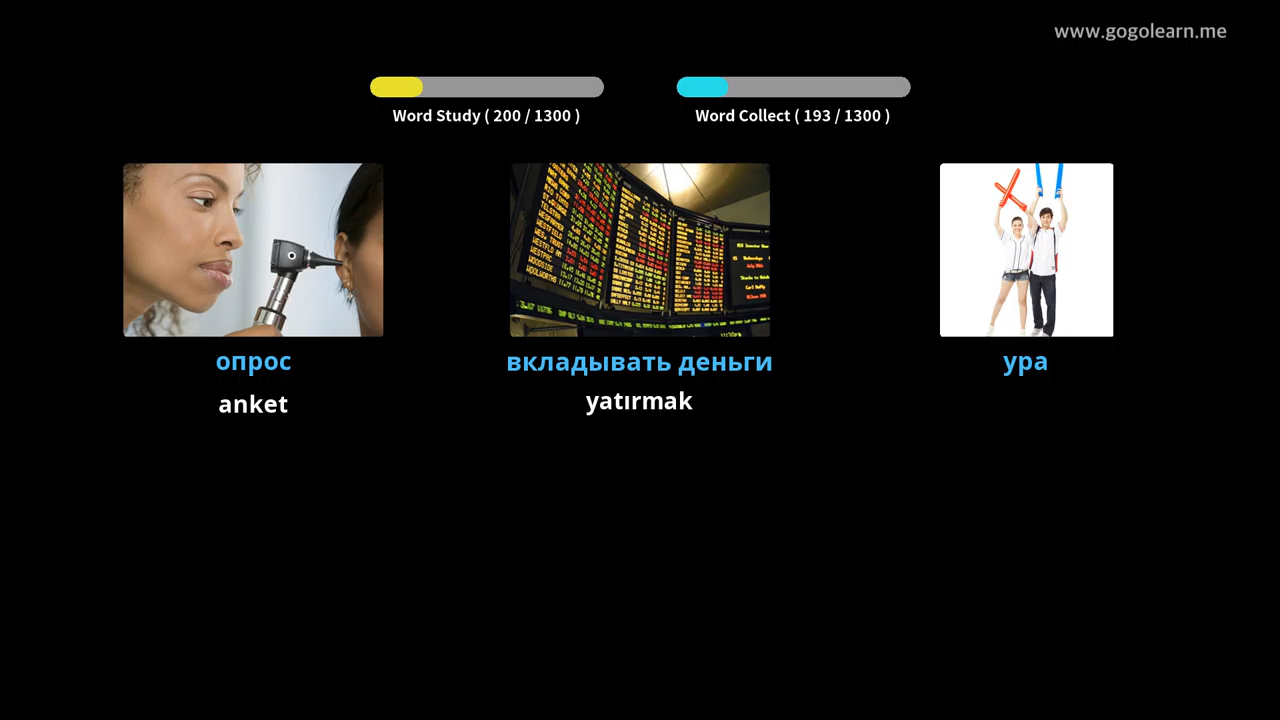 www.gogolearn.me
Word Study ( 200 / 1300 )
Word Collect ( 193 / 1300 )
опрос
вкладывать деньги
ура
anket
yatırmak